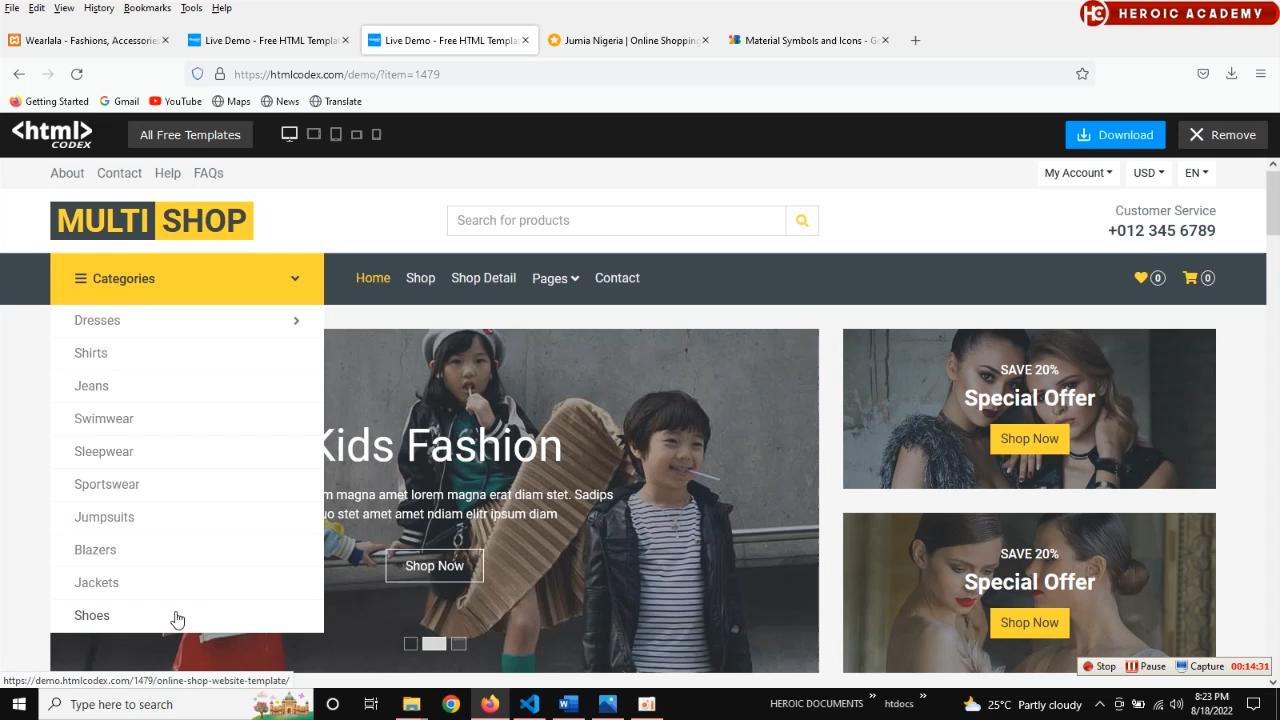 File Edit View History Bookmarks Tools Help
HC HEROIC ACADEMY
Wearlala - Fashions, Accessories
Live Demo - Free HTML Templat
Live Demo - Free HTML Templat
Jumia Nigeria | Online Shopping
Material Symbols and Icons - G
https://htmlcodex.com/demo/?item=1479
Getting Started Gmail YouTube Maps News Translate
<html> CODEX
All Free Templates
Download
Remove
About Contact Help FAQs
My Account USD EN
MULTI SHOP
Search for products
Customer Service
+012 345 6789
Categories
Home Shop Shop Detail Pages Contact
0 0
Dresses
Shirts
Jeans
Swimwear
Sleepwear
Sportswear
Jumpsuits
Blazers
Jackets
Shoes
Kids Fashion
m magna amet lorem magna erat diam stet. Sadips
uo stet amet amet ndiam elitr ipsum diam
Shop Now
SAVE 20%
Special Offer
Shop Now
SAVE 20%
Special Offer
Shop Now
Stop Pause Capture 00:14:31
https://demo.htmlcodex.com/1479/online-shop-website-template/
Type here to search
HEROIC DOCUMENTS
htdocs
25°C Partly cloudy
8:23 PM
8/18/2022